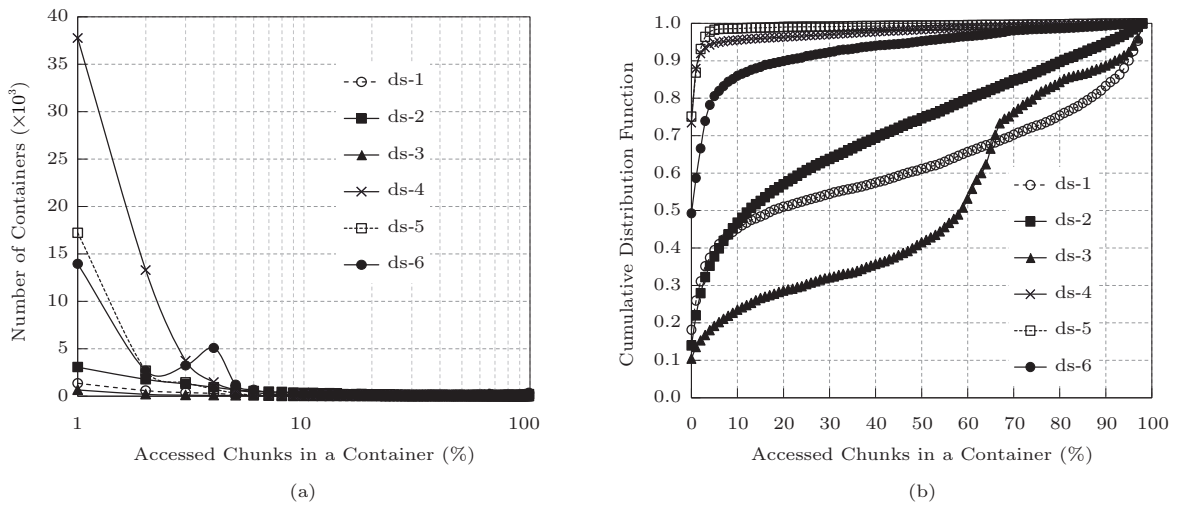 Number of Containers (×10³)
40
35
30
25
20
15
10
5
0
ds-1
ds-2
ds-3
ds-4
ds-5
ds-6
1
10
100
Accessed Chunks in a Container (%)
(a)
Cumulative Distribution Function
1.0
0.9
0.8
0.7
0.6
0.5
0.4
0.3
0.2
0.1
0.0
ds-1
ds-2
ds-3
ds-4
ds-5
ds-6
0 10 20 30 40 50 60 70 80 90 100
Accessed Chunks in a Container (%)
(b)